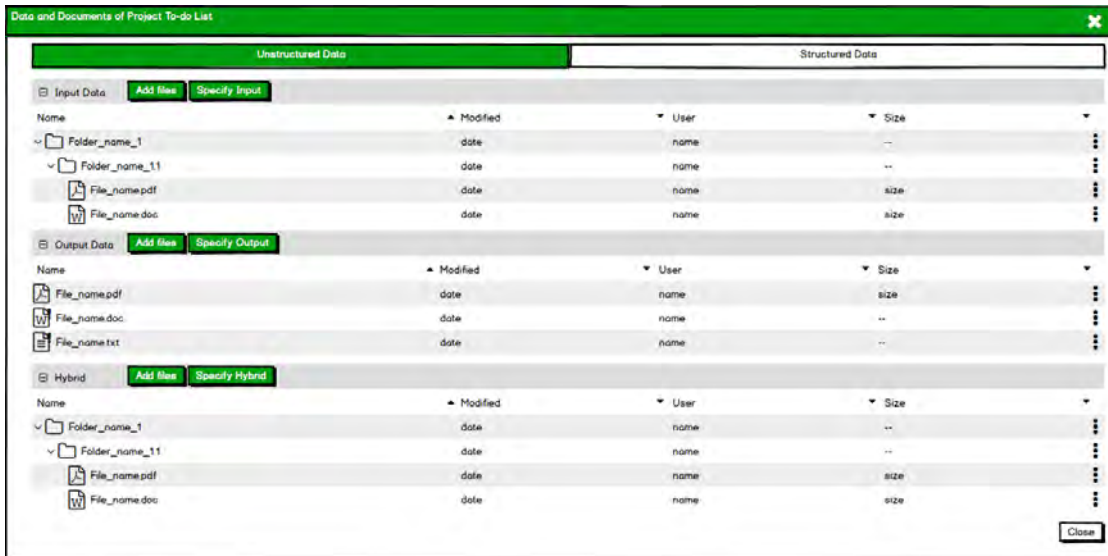 Data and Documents of Project To-do List
Unstructured Data Structured Data
Input Data Add files Specify Input
Name Modified User Size
Folder_name_1 date name --
Folder_name_11 date name --
File_name.pdf date name size
File_name.doc date name size
Output Data Add files Specify Output
Name Modified User Size
File_name.pdf date name size
File_name.doc date name --
File_name.txt date name --
Hybrid Add files Specify Hybrid
Name Modified User Size
Folder_name_1 date name --
Folder_name_11 date name --
File_name.pdf date name size
File_name.doc date name size
Close